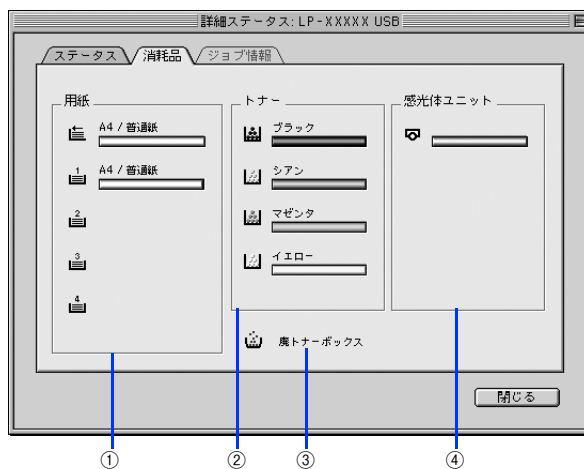 詳細ステータス: LP-XXXXX USB
ステータス
消耗品
ジョブ情報
用紙
A4 / 普通紙
1
A4 / 普通紙
2
3
4
トナー
ブラック
シアン
マゼンタ
イエロー
廃トナーボックス
感光体ユニット
閉じる
①
②
③
④